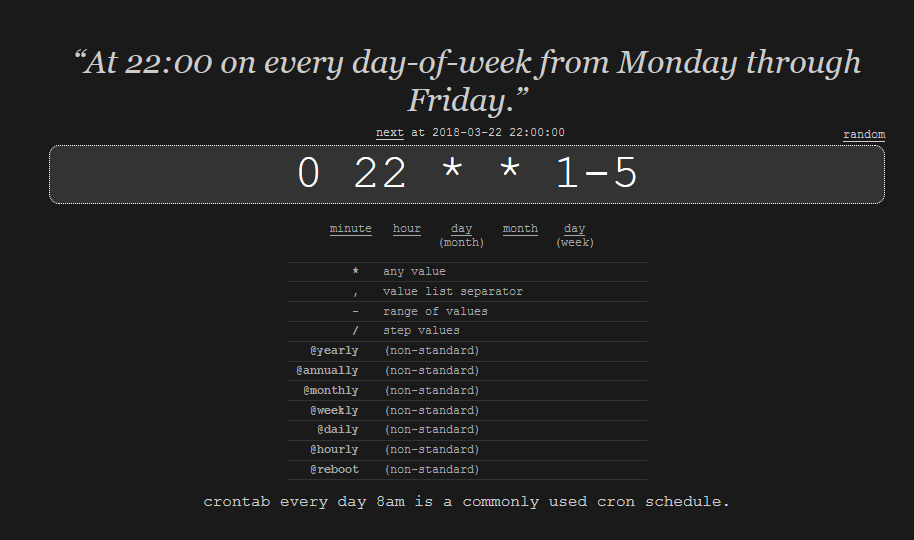 “At 22:00 on every day-of-week from Monday through
Friday.”
next at 2018-03-22 22:00:00
random
0 22 * * 1-5
minute hour day month day
(month) (week)
* any value
, value list separator
- range of values
/ step values
@yearly (non-standard)
@annually (non-standard)
@monthly (non-standard)
@weekly (non-standard)
@daily (non-standard)
@hourly (non-standard)
@reboot (non-standard)
crontab every day 8am is a commonly used cron schedule.